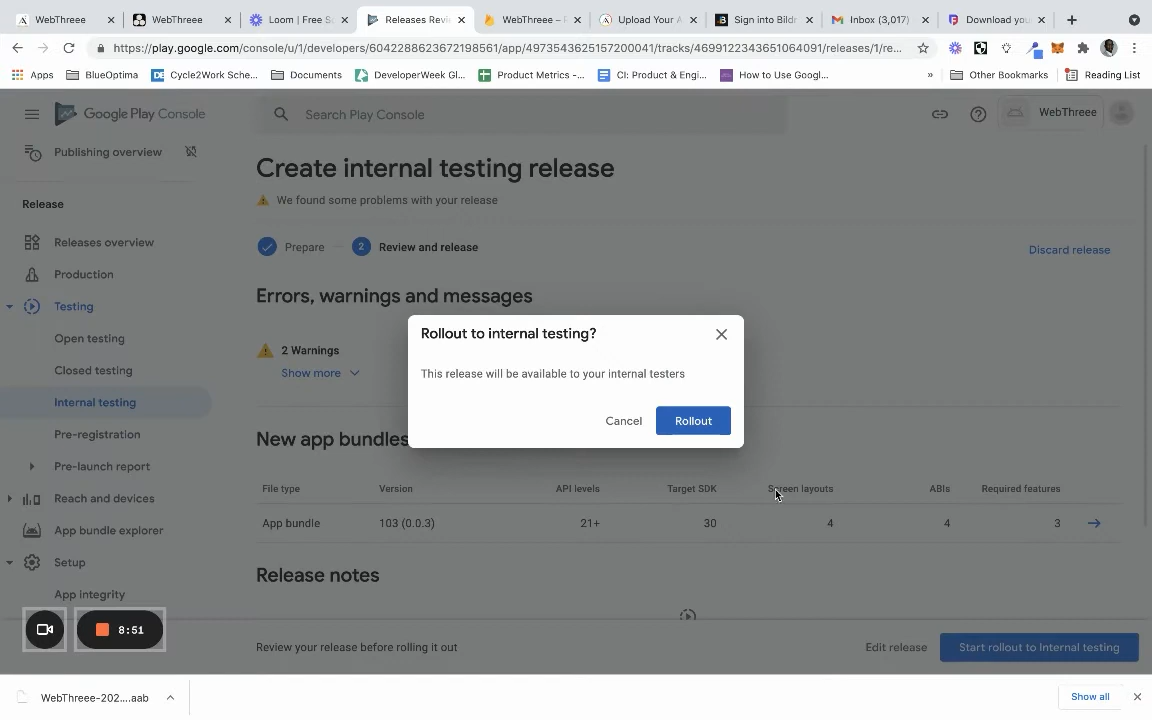 WebThreee
WebThreee
Loom | Free S
Releases Revi
WebThreee –
Upload Your A
Sign into Bild
Inbox (3,017)
Download you
https://play.google.com/console/u/1/developers/6042288623672198561/app/4973543625157200041/tracks/4699122343651064091/releases/1/re...
Apps
BlueOptima
Cycle2Work Sche...
Documents
DeveloperWeek Gl...
Product Metrics -...
CI: Product & Engi...
How to Use Googl...
»
Other Bookmarks
Reading List
Google Play Console
Search Play Console
WebThreee
Publishing overview
Release
Releases overview
Production
Testing
Open testing
Closed testing
Internal testing
Pre-registration
Pre-launch report
Reach and devices
App bundle explorer
Setup
App integrity
Create internal testing release
We found some problems with your release
Prepare
2 Review and release
Discard release
Errors, warnings and messages
2 Warnings
Show more
Rollout to internal testing?
This release will be available to your internal testers
Cancel
Rollout
New app bundles
File type Version API levels Target SDK Screen layouts ABIs Required features
App bundle 103 (0.0.3) 21+ 30 4 4 3
Release notes
8:51
Review your release before rolling it out
Edit release
Start rollout to Internal testing
WebThreee-202....aab
Show all